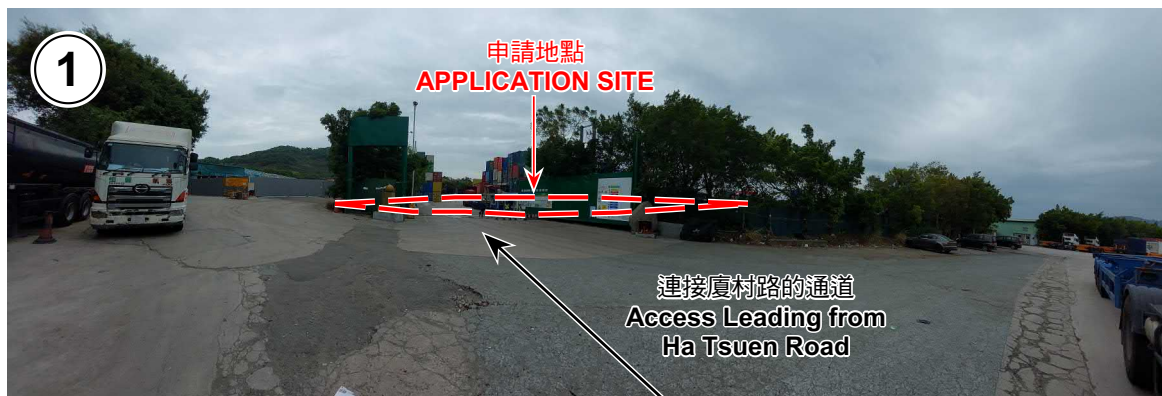 1
申請地點
APPLICATION SITE
連接廈村路的通道
Access Leading from
Ha Tsuen Road